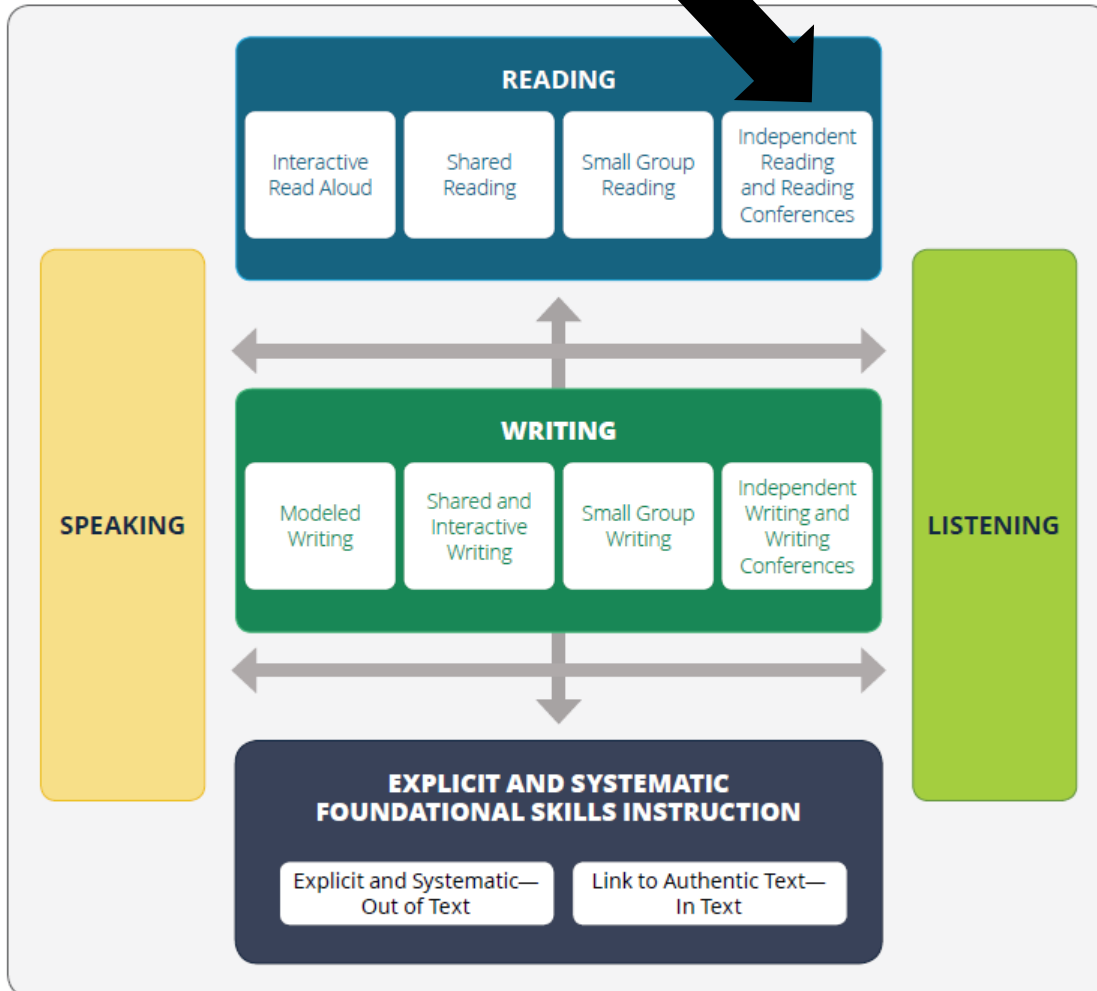 READING
Interactive
Read Aloud
Shared
Reading
Small Group
Reading
Independent
Reading
and Reading
Conferences
SPEAKING
WRITING
Modeled
Writing
Shared and
Interactive
Writing
Small Group
Writing
Independent
Writing and
Writing
Conferences
LISTENING
EXPLICIT AND SYSTEMATIC
FOUNDATIONAL SKILLS INSTRUCTION
Explicit and Systematic—
Out of Text
Link to Authentic Text—
In Text